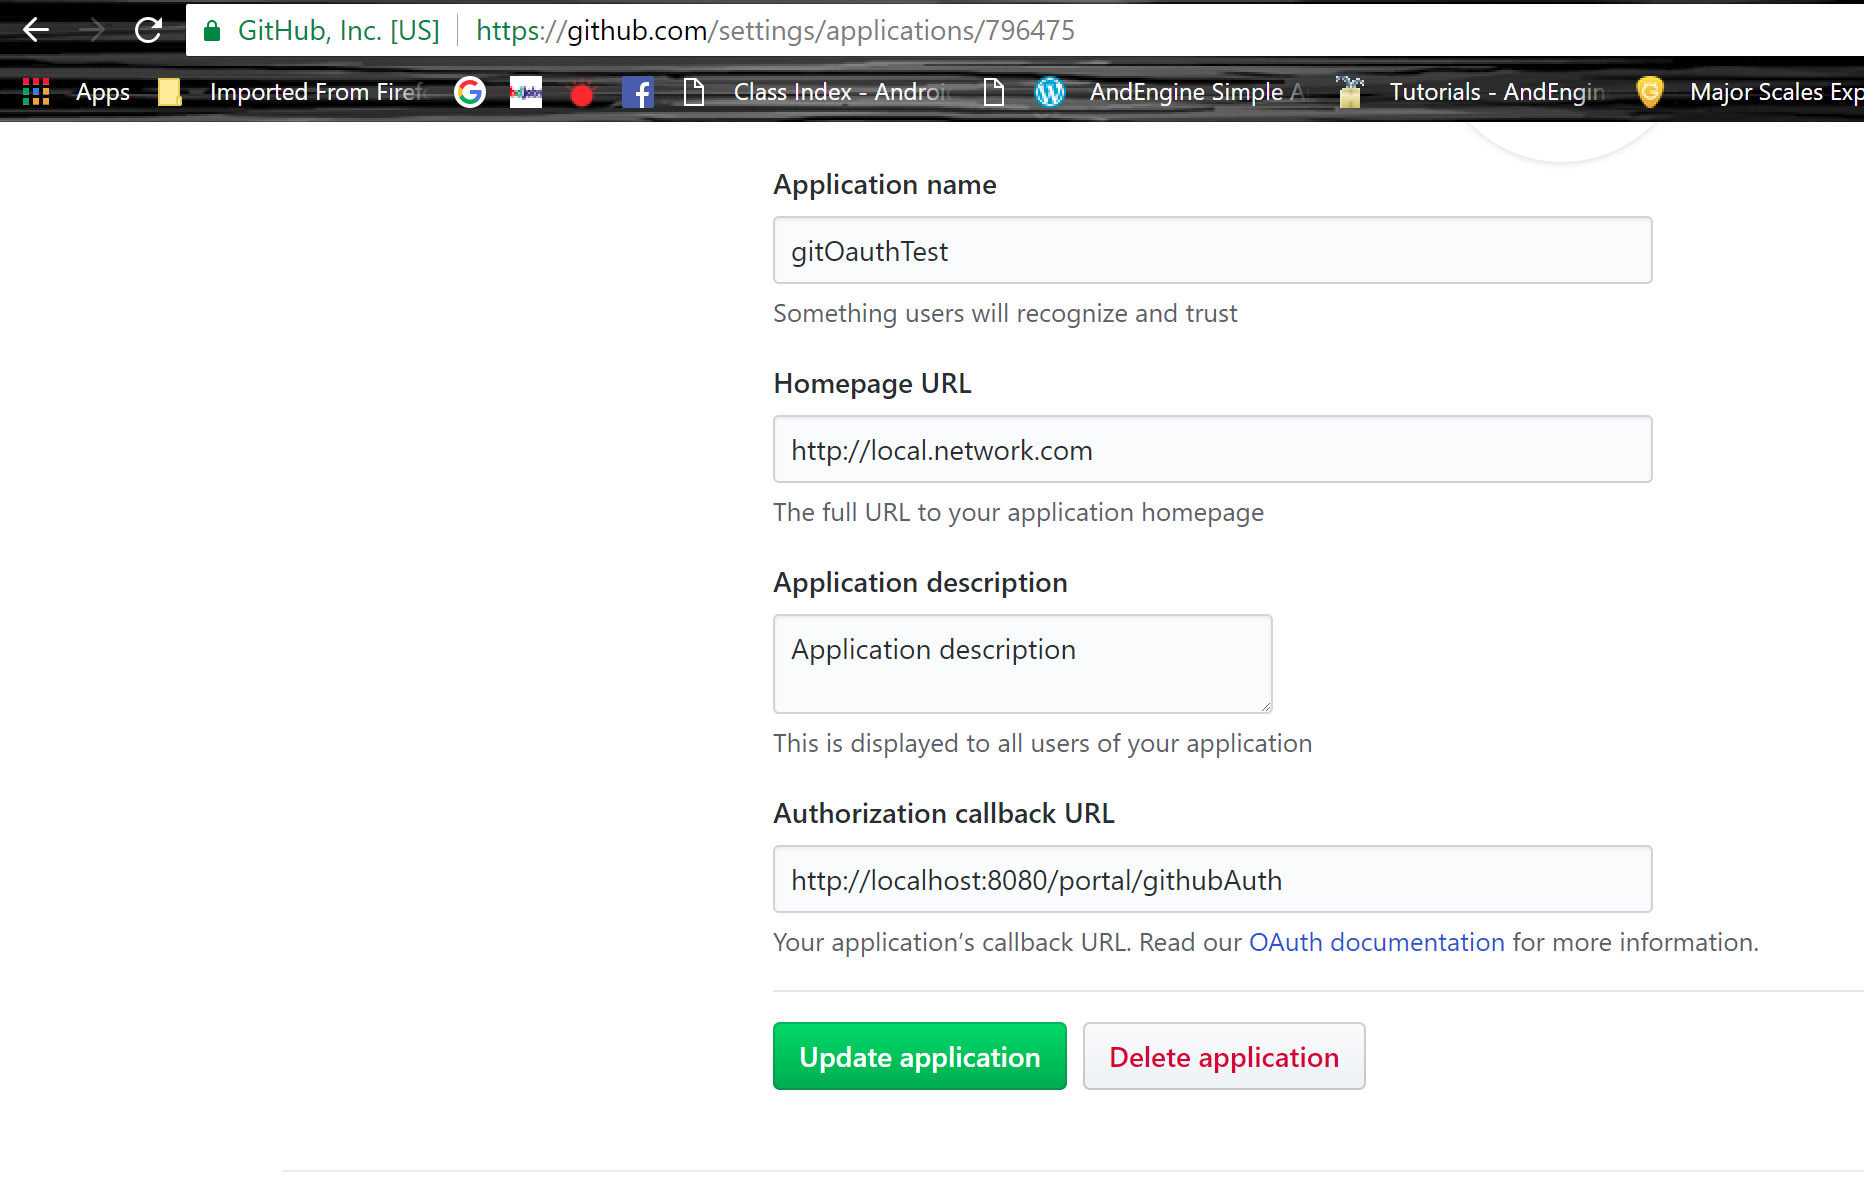 GitHub, Inc. [US] https://github.com/settings/applications/796475
Apps Imported From Firef Class Index - Androi AndEngine Simple A Tutorials - AndEngin Major Scales Exp
Application name
gitOauthTest
Something users will recognize and trust
Homepage URL
http://local.network.com
The full URL to your application homepage
Application description
Application description
This is displayed to all users of your application
Authorization callback URL
http://localhost:8080/portal/githubAuth
Your application’s callback URL. Read our OAuth documentation for more information.
Update application Delete application